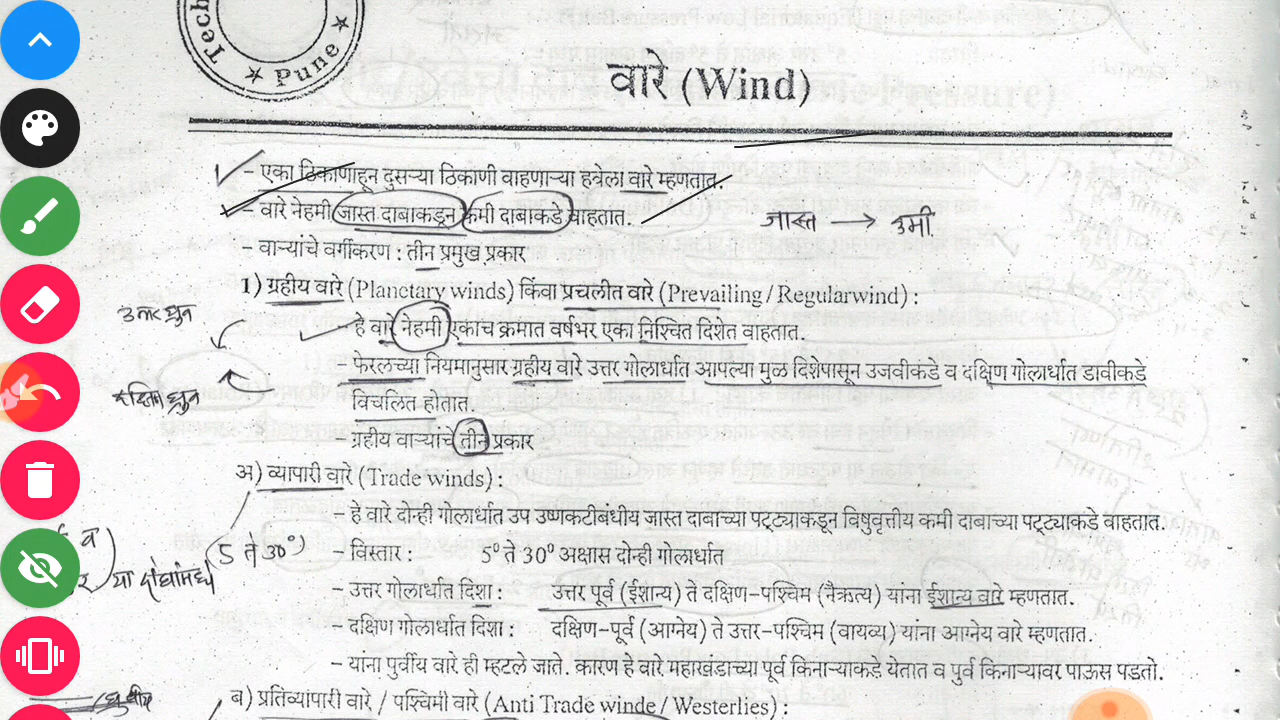 Tech
★ Pune ★
वारे (Wind)
- एका ठिकाणाहून दुसऱ्या ठिकाणी वाहणाऱ्या हवेला वारे म्हणतात.
- वारे नेहमी जास्त दाबाकडून कमी दाबाकडे वाहतात.
जास्त → कमी.
- वाऱ्यांचे वर्गीकरण : तीन प्रमुख प्रकार
1) ग्रहीय वारे (Planetary winds) किंवा प्रचलीत वारे (Prevailing / Regularwind) :
उत्तर ध्रुव
- हे वारे नेहमी एकाच क्रमात वर्षभर एका निश्चित दिशेत वाहतात.
- फेरलच्या नियमानुसार ग्रहीय वारे उत्तर गोलार्धात आपल्या मुळ दिशेपासून उजवीकडे व दक्षिण गोलार्धात डावीकडे
दक्षिण ध्रुव
विचलित होतात.
- ग्रहीय वाऱ्यांचे तीन प्रकार
अ) व्यापारी वारे (Trade winds) :
- हे वारे दोन्ही गोलार्धात उप उष्णकटीबंधीय जास्त दाबाच्या पट्ट्याकडून विषुवृत्तीय कमी दाबाच्या पट्ट्याकडे वाहतात.
व
(5 ते 30°)
- विस्तार : 5⁰ ते 30⁰ अक्षास दोन्ही गोलार्धात
या दोघांमध्ये
- उत्तर गोलार्धात दिशा : उत्तर पूर्व (ईशान्य) ते दक्षिण-पश्चिम (नैऋत्य) यांना ईशान्य वारे म्हणतात.
- दक्षिण गोलार्धात दिशा : दक्षिण-पूर्व (आग्नेय) ते उत्तर-पश्चिम (वायव्य) यांना आग्नेय वारे म्हणतात.
- यांना पुर्वीय वारे ही म्हटले जाते. कारण हे वारे महाखंडाच्या पूर्व किनाऱ्याकडे येतात व पुर्व किनाऱ्यावर पाऊस पडतो.
ब) प्रतिव्यांपारी वारे / पश्चिमी वारे (Anti Trade winde / Westerlies) :